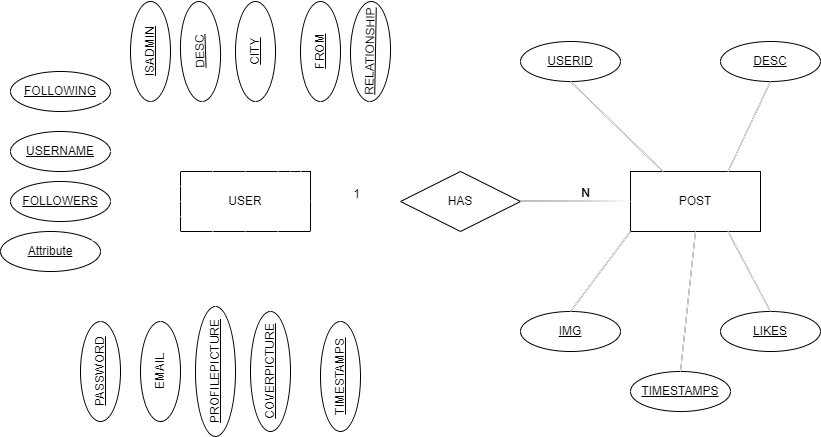 ISADMIN
DESC
CITY
FROM
RELATIONSHIP
USERID
DESC
FOLLOWING
USERNAME
FOLLOWERS
Attribute
USER
1
HAS
N
POST
PASSWORD
EMAIL
PROFILEPICTURE
COVERPICTURE
TIMESTAMPS
IMG
LIKES
TIMESTAMPS